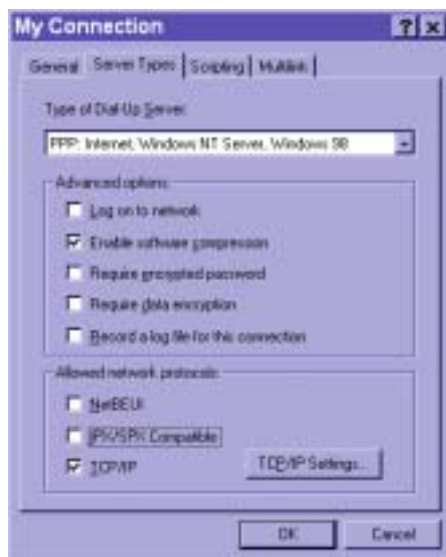 My Connection
General Server Types Scripting Multilink
Type of Dial-Up Server:
PPP: Internet, Windows NT Server, Windows 98
Advanced options:
Log on to network
Enable software compression
Require encrypted password
Require data encryption
Record a log file for this connection
Allowed network protocols:
NetBEUI
IPX/SPX Compatible
TCP/IP
TCP/IP Settings...
OK Cancel